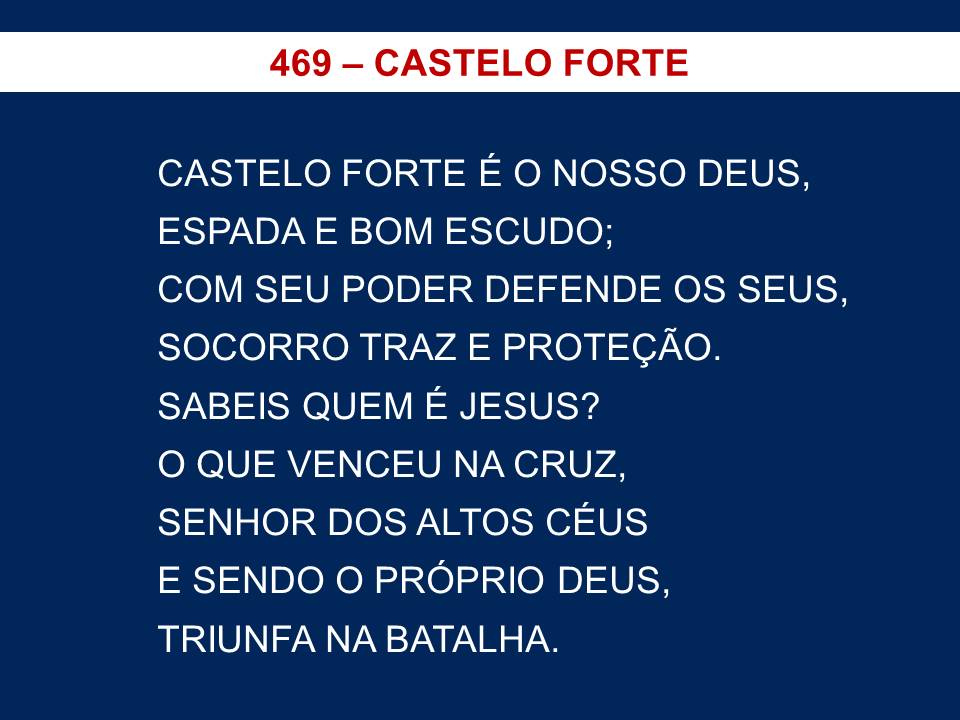 469 – CASTELO FORTE
CASTELO FORTE É O NOSSO DEUS,
ESPADA E BOM ESCUDO;
COM SEU PODER DEFENDE OS SEUS,
SOCORRO TRAZ E PROTEÇÃO.
SABEIS QUEM É JESUS?
O QUE VENCEU NA CRUZ,
SENHOR DOS ALTOS CÉUS
E SENDO O PRÓPRIO DEUS,
TRIUNFA NA BATALHA.